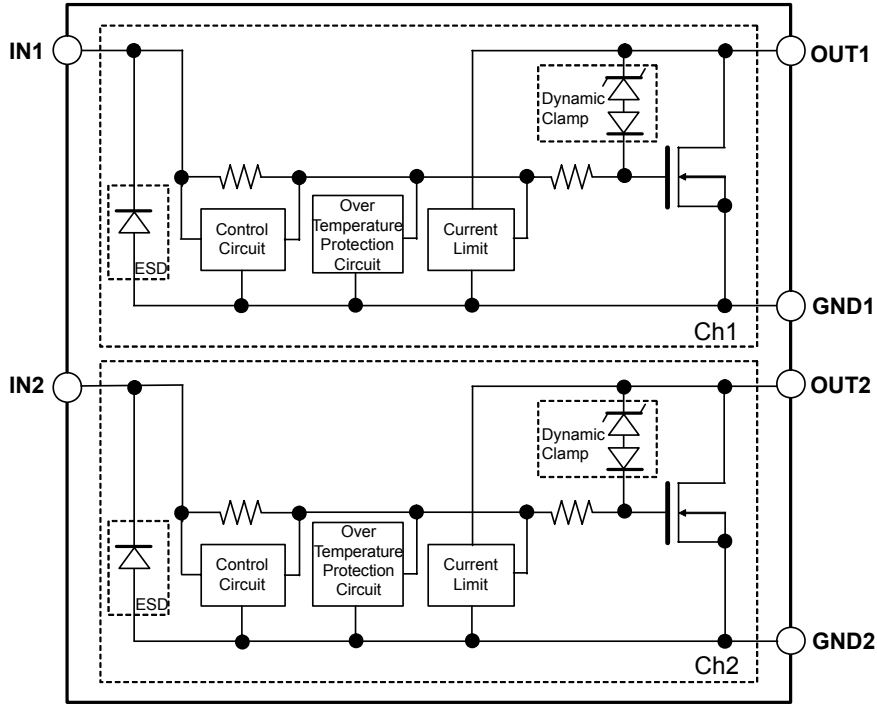 IN1
OUT1
Dynamic
Clamp
Control
Circuit
Over
Temperature
Protection
Circuit
Current
Limit
ESD
GND1
Ch1
IN2
OUT2
Dynamic
Clamp
Control
Circuit
Over
Temperature
Protection
Circuit
Current
Limit
ESD
GND2
Ch2